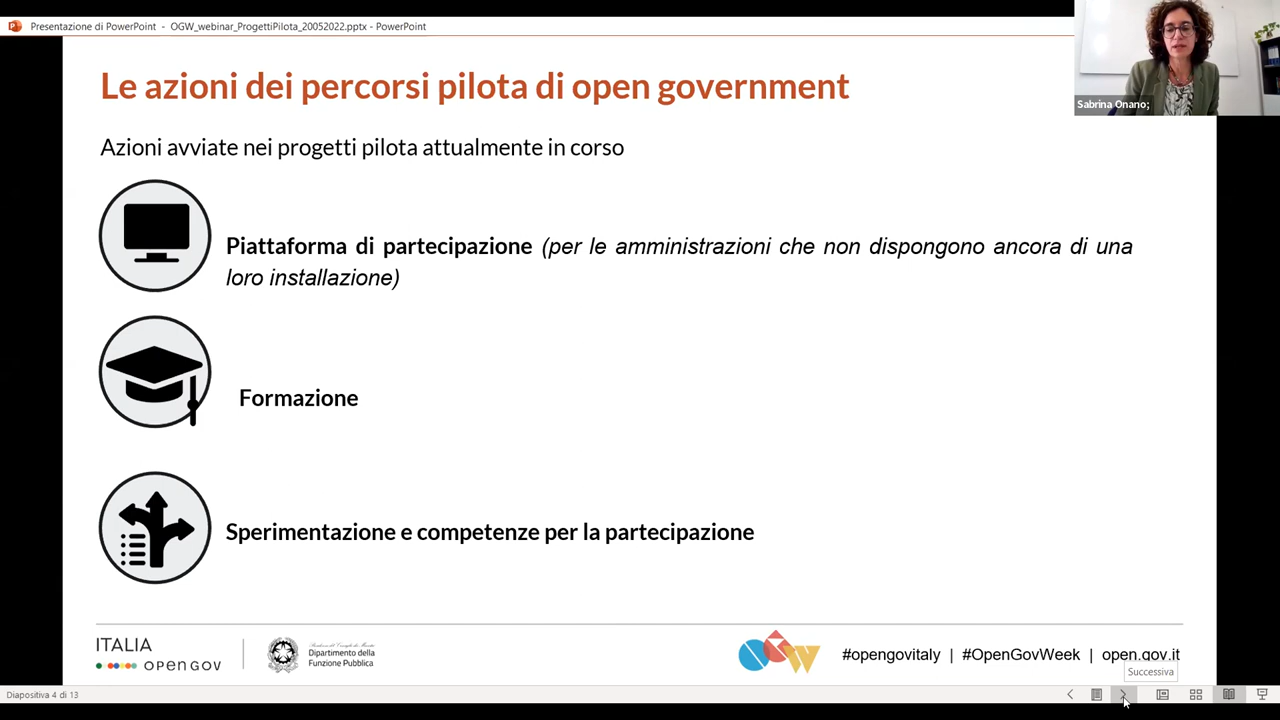 Presentazione di PowerPoint - OGW_webinar_ProgettiPilota_20052022.pptx - PowerPoint
Sabrina Onano;
Le azioni dei percorsi pilota di open government
Azioni avviate nei progetti pilota attualmente in corso
Piattaforma di partecipazione (per le amministrazioni che non dispongono ancora di una
loro installazione)
Formazione
Sperimentazione e competenze per la partecipazione
ITALIA
OPEN GOV
Dipartimento della
Funzione Pubblica
OGW
#opengovitaly | #OpenGovWeek | open.gov.it
Successiva
Diapositiva 4 di 13